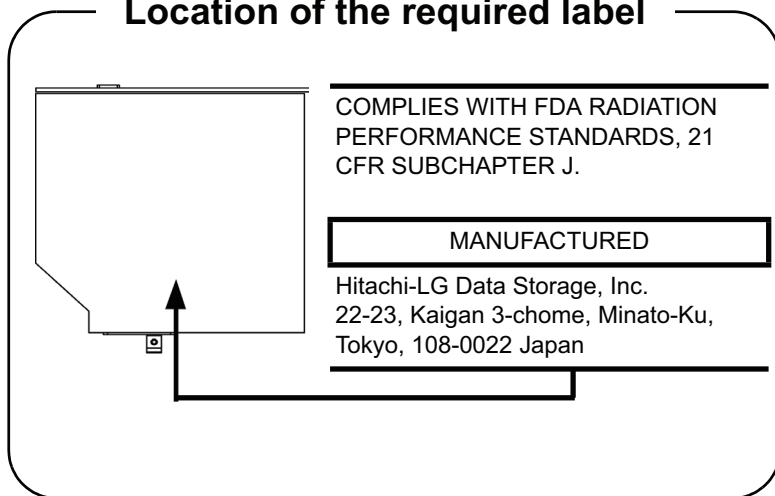 Location of the required label
COMPLIES WITH FDA RADIATION
PERFORMANCE STANDARDS, 21
CFR SUBCHAPTER J.
MANUFACTURED
Hitachi-LG Data Storage, Inc.
22-23, Kaigan 3-chome, Minato-Ku,
Tokyo, 108-0022 Japan